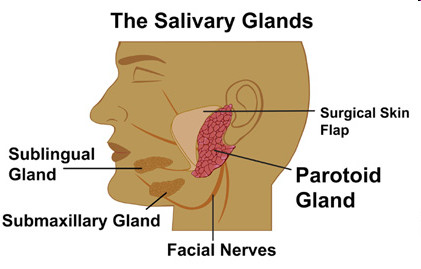 The Salivary Glands
Surgical Skin
Flap
Sublingual
Gland
Parotoid
Gland
Submaxillary Gland
Facial Nerves